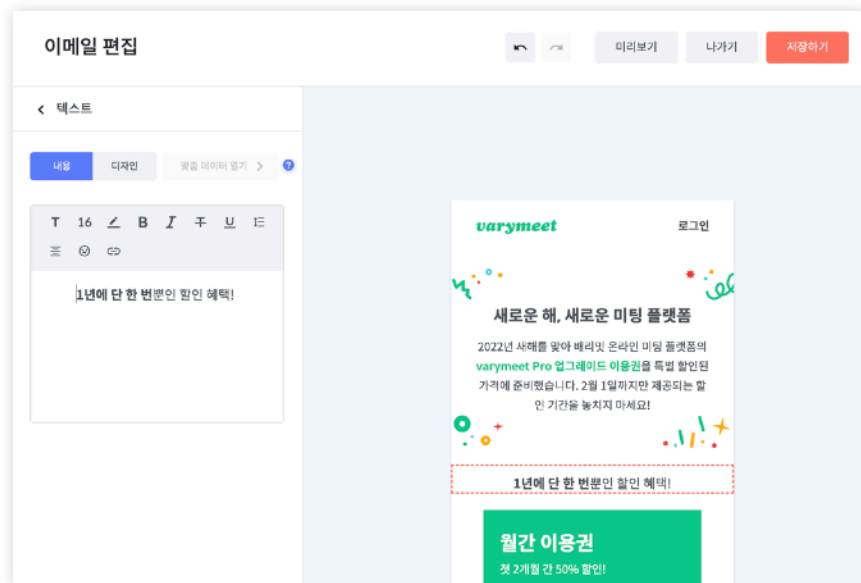 이메일 편집
미리보기
나가기
저장하기
텍스트
내용
디자인
맞춤 데이터 열기
?
T 16 B I T U
1년에 단 한 번뿐인 할인 혜택!
varymeet
로그인
새로운 해, 새로운 미팅 플랫폼
2022년 새해를 맞아 배리밋 온라인 미팅 플랫폼의
varymeet Pro 업그레이드 이용권을 특별 할인된
가격에 준비했습니다. 2월 1일까지만 제공되는 할
인 기간을 놓치지 마세요!
1년에 단 한 번뿐인 할인 혜택!
월간 이용권
첫 2개월 간 50% 할인!